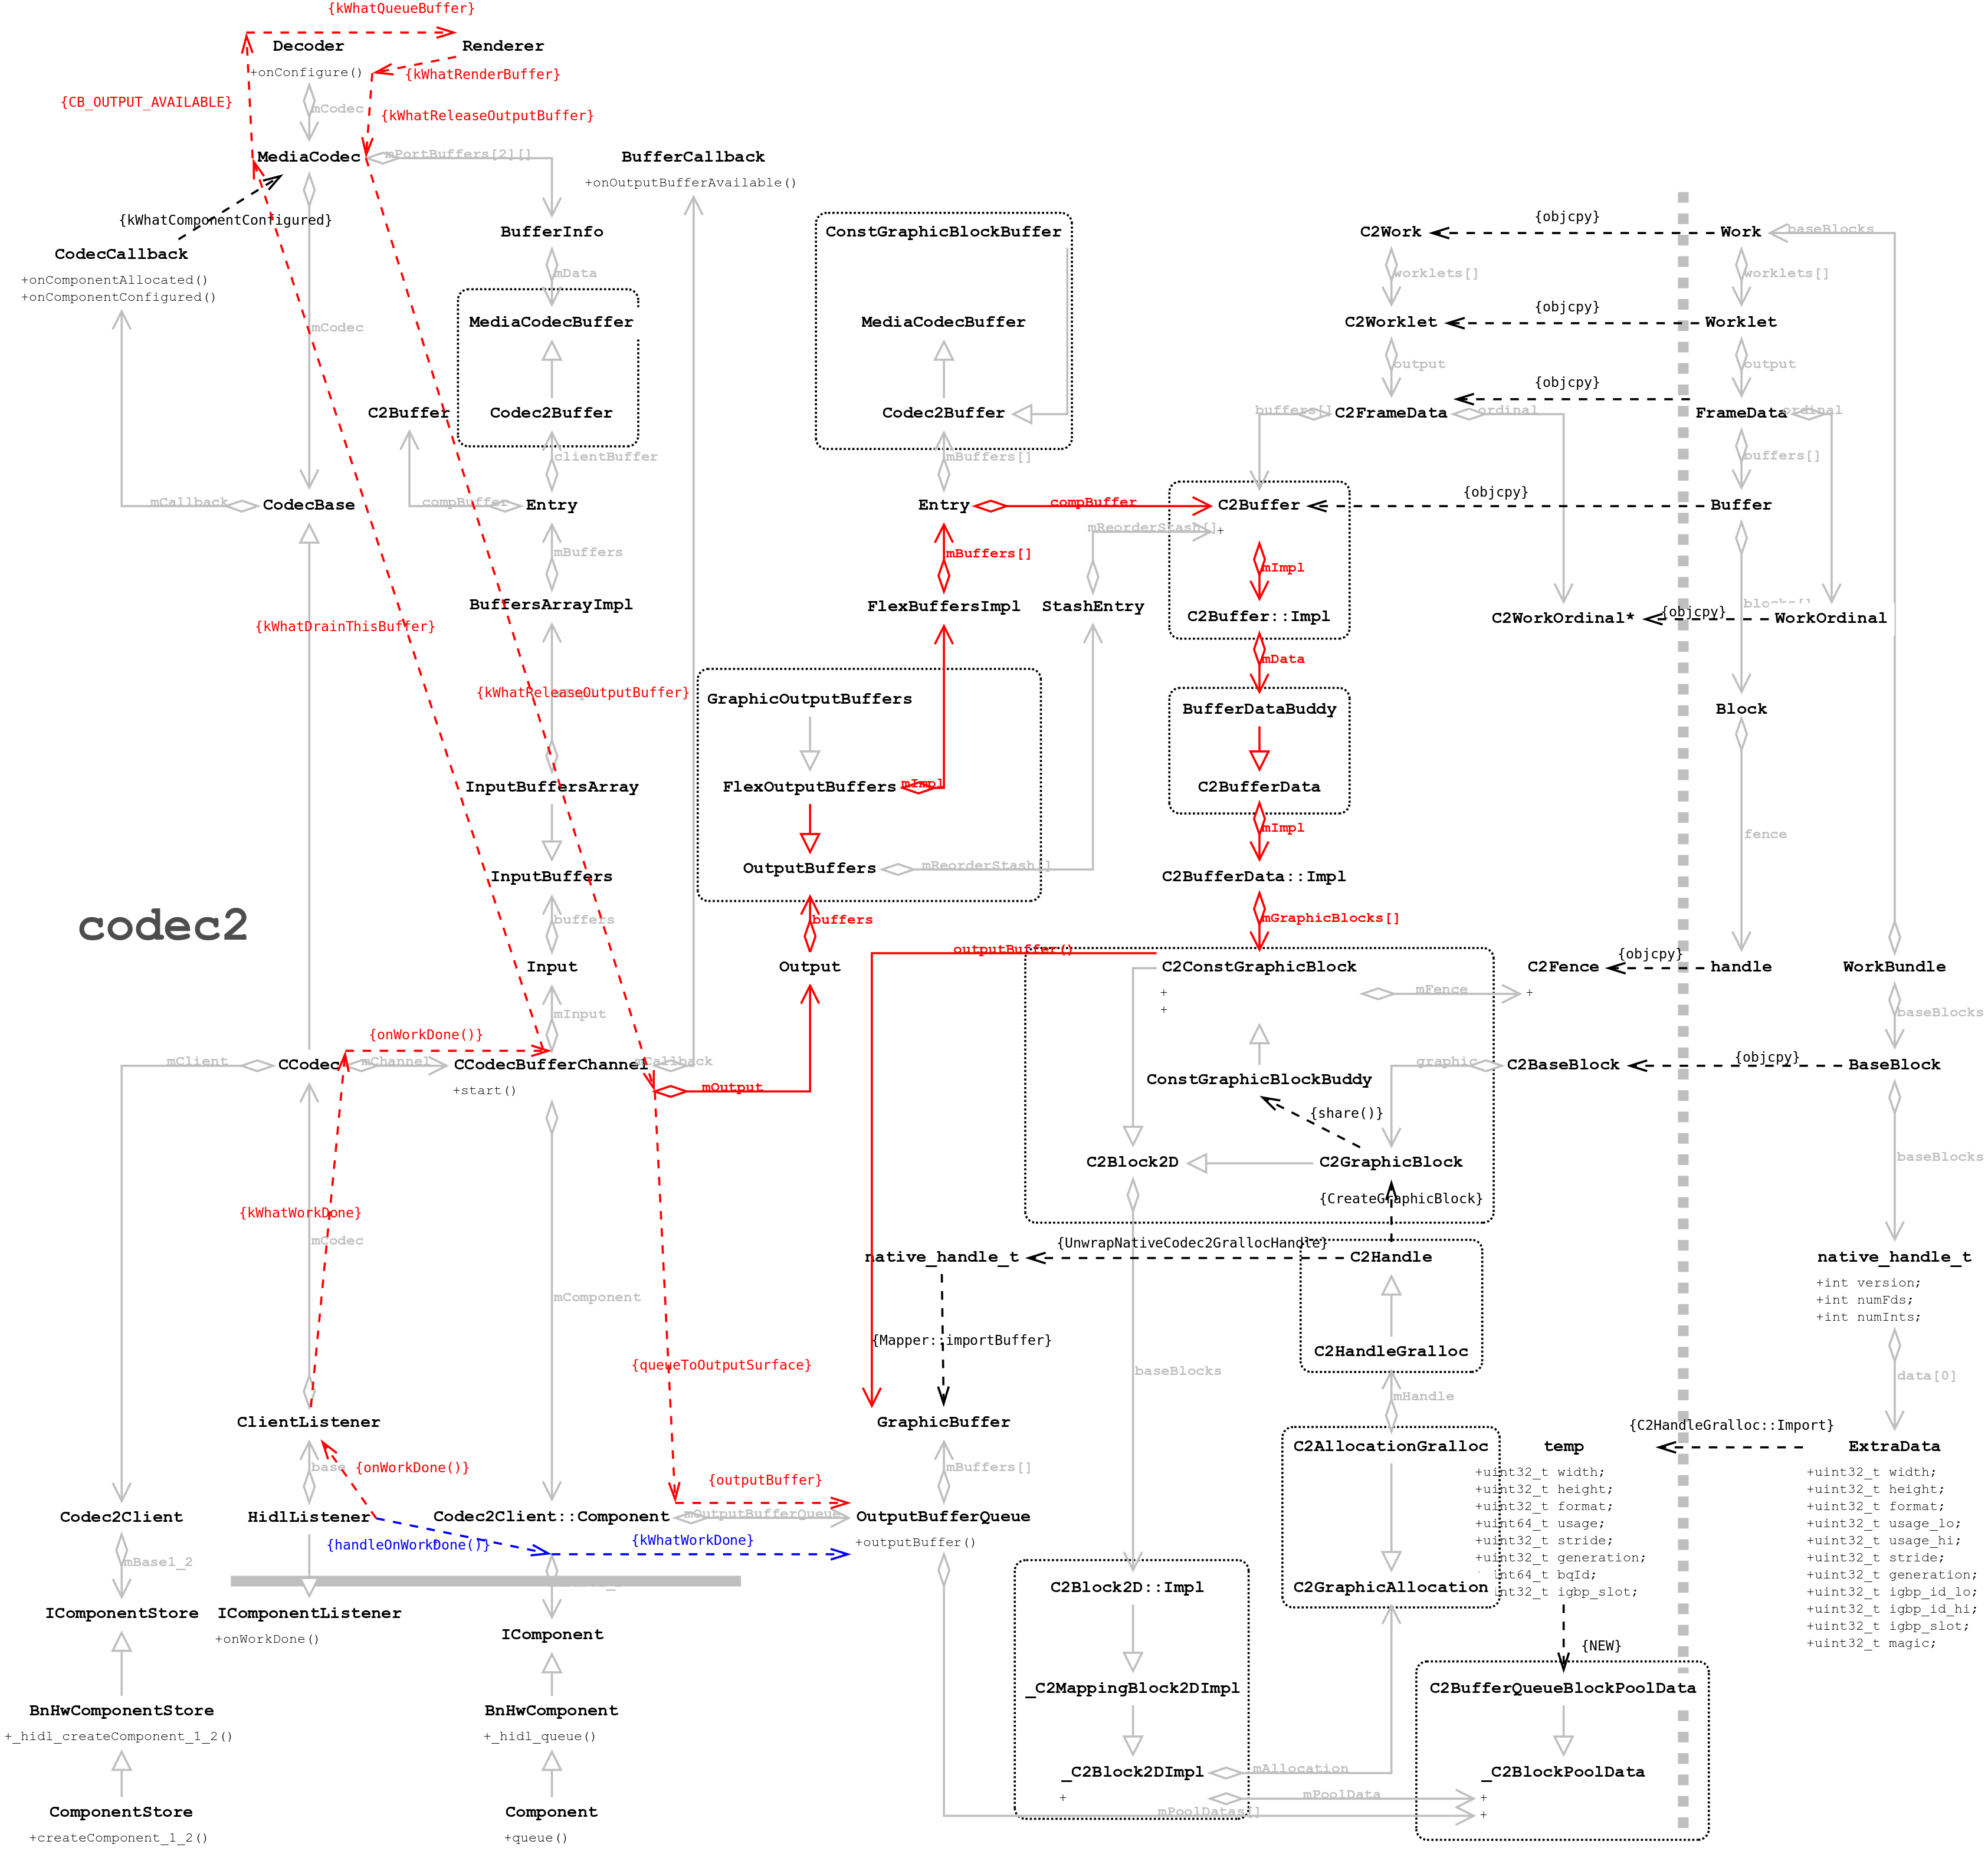 {kWhatQueueBuffer}
Decoder
Renderer
+onConfigure()
{kWhatRenderBuffer}
{CB_OUTPUT_AVAILABLE}
mCodec
{kWhatReleaseOutputBuffer}
MediaCodec
mPortBuffers[2][]
BufferCallback
+onOutputBufferAvailable()
{kWhatComponentConfigured}
CodecCallback
+onComponentAllocated()
+onComponentConfigured()
BufferInfo
mData
ConstGraphicBlockBuffer
C2Work
{objcpy}
Work
baseBlocks
worklets[]
worklets[]
mCodec
MediaCodecBuffer
MediaCodecBuffer
C2Worklet
{objcpy}
Worklet
output
output
{objcpy}
C2Buffer
Codec2Buffer
Codec2Buffer
buffers[]
C2FrameData
ordinal
FrameData
ordinal
clientBuffer
mBuffers[]
buffers[]
mCallback
CodecBase
compBuffer
Entry
Entry
compBuffer
C2Buffer
+
{objcpy}
Buffer
mReorderStash[]
mBuffers
mBuffers[]
mImpl
BuffersArrayImpl
FlexBuffersImpl
StashEntry
C2Buffer::Impl
C2WorkOrdinal*
{objcpy}
WorkOrdinal
blocks[]
{kWhatDrainThisBuffer}
mData
{kWhatReleaseOutputBuffer}
GraphicOutputBuffers
BufferDataBuddy
Block
InputBuffersArray
FlexOutputBuffers
mImpl
C2BufferData
mImpl
fence
OutputBuffers
mReorderStash[]
InputBuffers
C2BufferData::Impl
codec2
buffers
buffers
mGraphicBlocks[]
outputBuffer()
Input
Output
C2ConstGraphicBlock
+
+
mFence
C2Fence
+
{objcpy}
handle
WorkBundle
mInput
baseBlocks
{onWorkDone()}
mClient
CCodec
mChannel
CCodecBufferChannel
+start()
mCallback
mOutput
ConstGraphicBlockBuddy
graphic
C2BaseBlock
{objcpy}
BaseBlock
{share()}
C2Block2D
C2GraphicBlock
baseBlocks
{CreateGraphicBlock}
{kWhatWorkDone}
mCodec
native_handle_t
{UnwrapNativeCodec2GrallocHandle}
C2Handle
native_handle_t
+int version;
+int numFds;
+int numInts;
mComponent
{Mapper::importBuffer}
C2HandleGralloc
{queueToOutputSurface}
baseBlocks
mHandle
data[0]
ClientListener
GraphicBuffer
{C2HandleGralloc::Import}
C2AllocationGralloc
temp
+uint32_t width;
+uint32_t height;
+uint32_t format;
+uint64_t usage;
+uint32_t stride;
+uint32_t generation;
int64_t bqId;
int32_t igbp_slot;
ExtraData
+uint32_t width;
+uint32_t height;
+uint32_t format;
+uint32_t usage_lo;
+uint32_t usage_hi;
+uint32_t stride;
+uint32_t generation;
+uint32_t igbp_id_lo;
+uint32_t igbp_id_hi;
+uint32_t igbp_slot;
+uint32_t magic;
base
{onWorkDone()}
{outputBuffer}
mBuffers[]
Codec2Client
HidlListener
Codec2Client::Component
mOutputBufferQueue
OutputBufferQueue
+outputBuffer()
{handleOnWorkDone()}
{kWhatWorkDone}
mBase1_2
C2Block2D::Impl
C2GraphicAllocation
IComponentStore
IComponentListener
+onWorkDone()
IComponent
{NEW}
_C2MappingBlock2DImpl
C2BufferQueueBlockPoolData
BnHwComponentStore
+_hidl_createComponent_1_2()
BnHwComponent
+_hidl_queue()
_C2Block2DImpl
+
mAllocation
mPoolData
mPoolDatas[]
_C2BlockPoolData
+
+
ComponentStore
+createComponent_1_2()
Component
+queue()